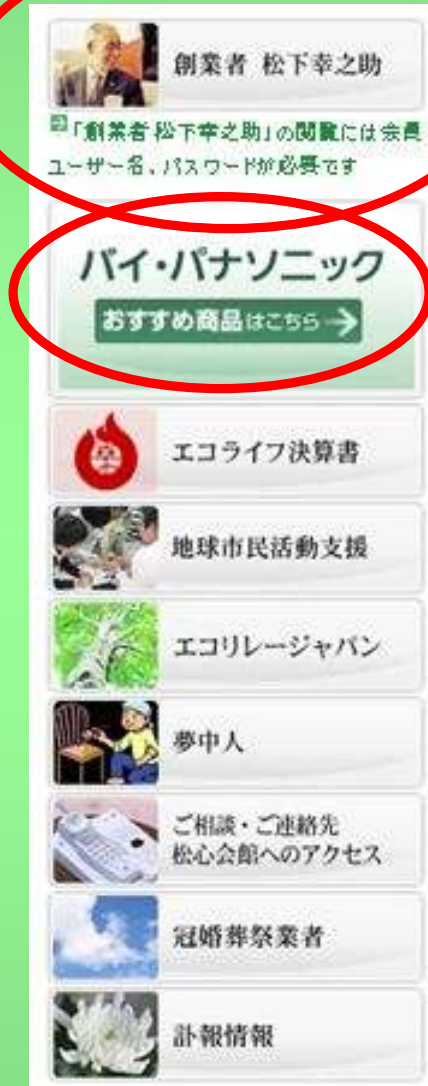 創業者 松下幸之助
「創業者 松下幸之助」の閲覧には会員
ユーザー名、パスワードが必要です
バイ・パナソニック
おすすめ商品はこちら→
エコライフ決算書
地球市民活動支援
エコリレージャパン
夢中人
ご相談・ご連絡先
松心会館へのアクセス
冠婚葬祭業者
訃報情報